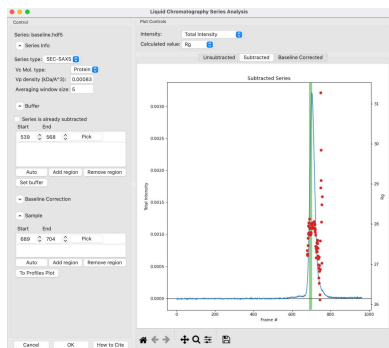 Liquid Chromatography Series Analysis
Control
Series: baseline.hdf5
Series Info
Series type: SEC-SAXS
Vc Mol. type: Protein
Vp density (kDa/A^3): 0.00083
Averaging window size: 5
Buffer
Series is already subtracted
Start End
539 568 Pick
Auto Add region Remove region
Set buffer
Baseline Correction
Sample
Start End
689 704 Pick
Auto Add region Remove region
To Profiles Plot
Cancel OK How to Cite
Plot Controls
Intensity: Total Intensity
Calculated value: Rg
Unsubtracted Subtracted Baseline Corrected
Subtracted Series
Total Intensity
0.0030
0.0025
0.0020
0.0015
0.0010
0.0005
0.0000
0 200 400 600 800 1000
Frame #
31
30
29
28
27
26
Rg